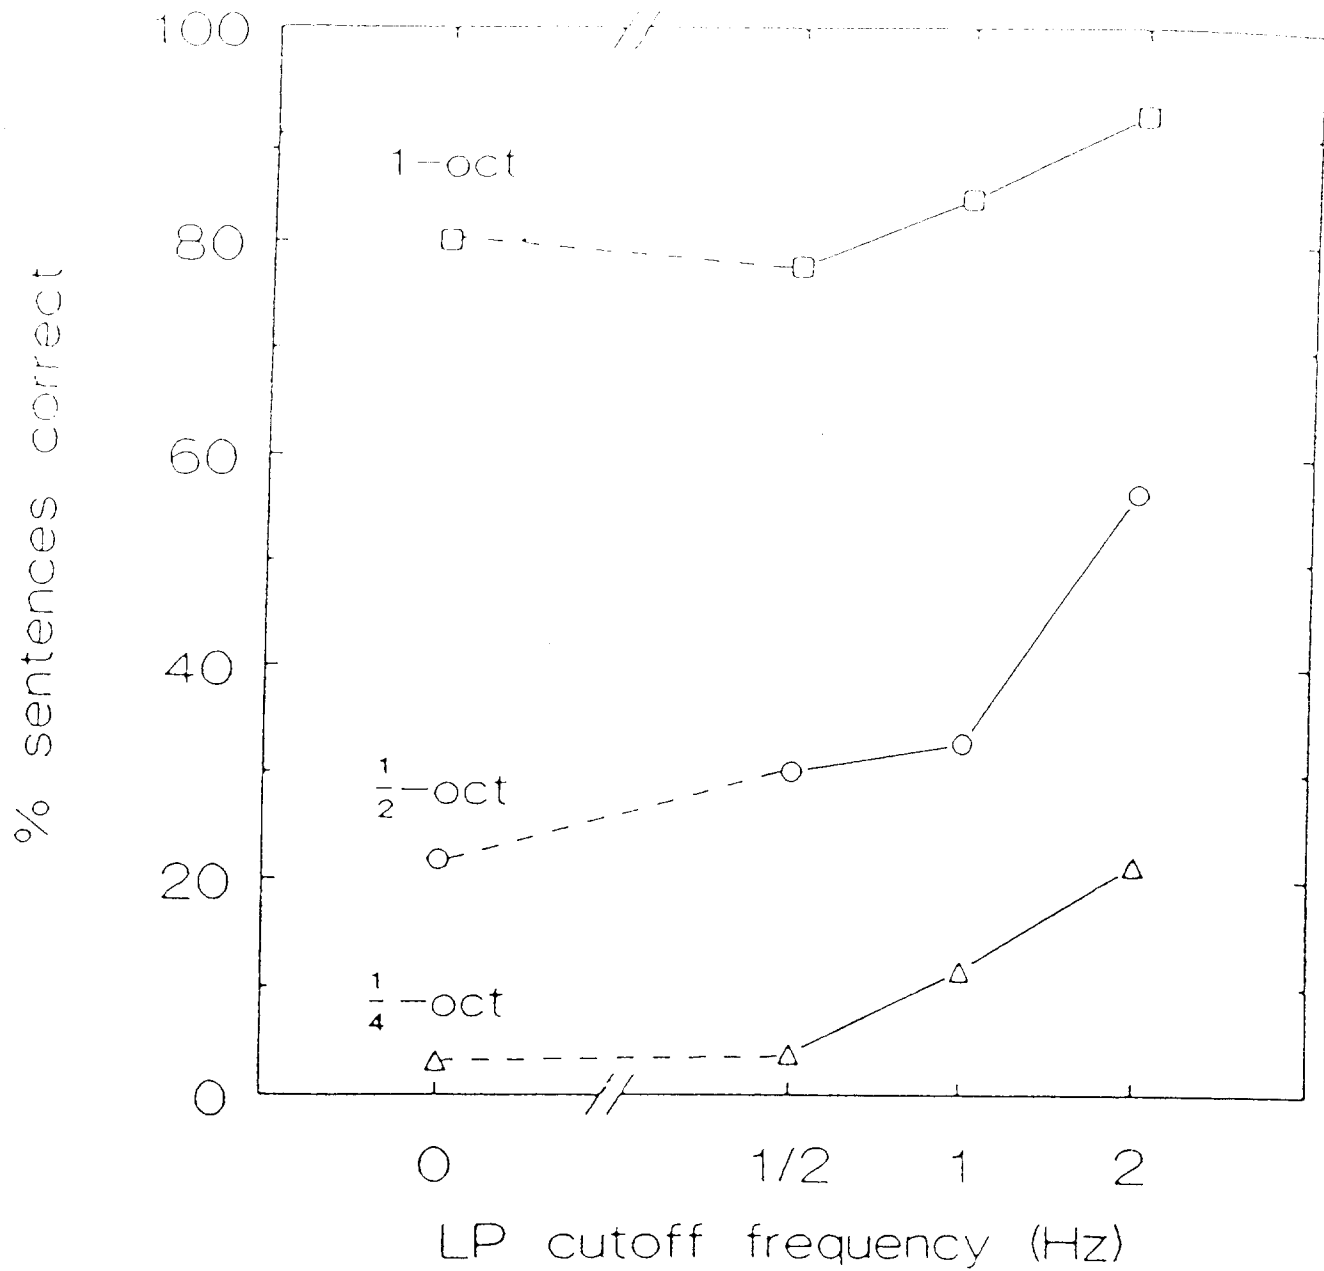 100
1-oct
80
% sentences correct
60
40
1/2-oct
20
1/4-oct
0
0 1/2 1 2
LP cutoff frequency (Hz)